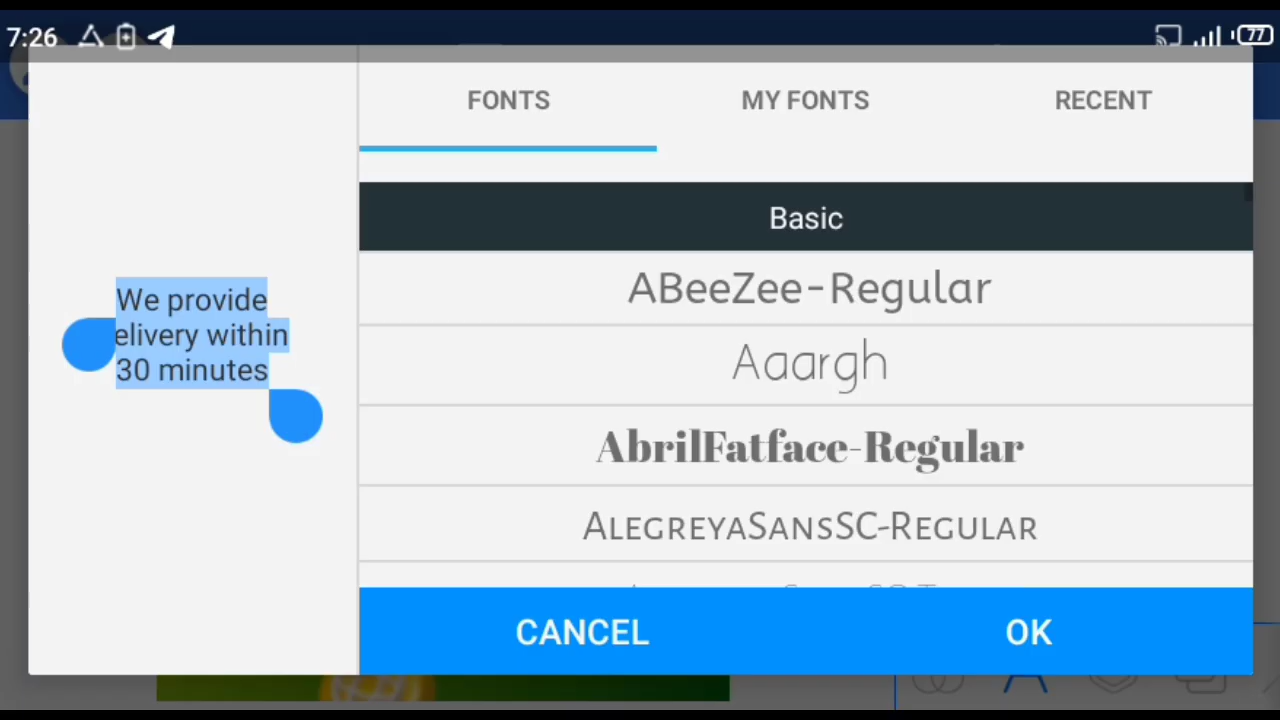 7:26
77
FONTS
MY FONTS
RECENT
Basic
ABeeZee-Regular
Aaargh
AbrilFatface-Regular
AlegreyaSansSC-Regular
We provide
elivery within
30 minutes
CANCEL
OK